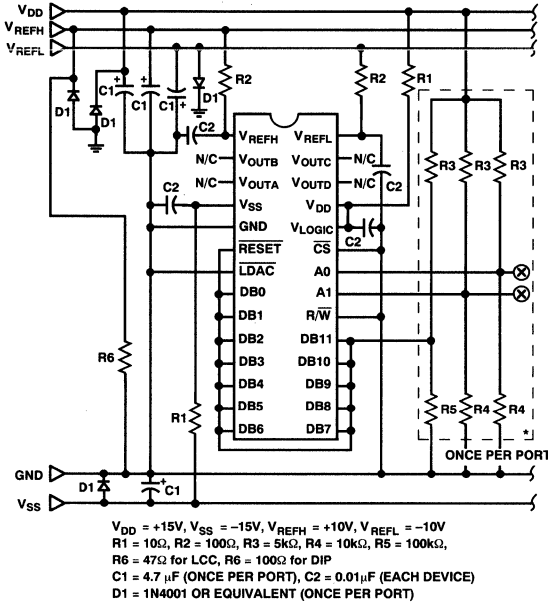 VDD
VREFH
VREFL
C1 + C1 + C1 +
D1
D1
D1
R2
R2
R1
C2
R3 R3 R3
VREFH VREFL
N/C VOUTB VOUTC N/C
N/C VOUTA VOUTD N/C
C2
C2 VSS VDD
GND VLOGIC
C2
RESET CS
LDAC A0
DB0 A1
DB1 R/W
DB2 DB11
DB3 DB10
DB4 DB9
DB5 DB8
DB6 DB7
R6
R1
R5 R4 R4
*
ONCE PER PORT
GND
D1 + C1
VSS
VDD = +15V, VSS = –15V, VREFH = +10V, VREFL = –10V
R1 = 10Ω, R2 = 100Ω, R3 = 5kΩ, R4 = 10kΩ, R5 = 100kΩ,
R6 = 47Ω for LCC, R6 = 100Ω for DIP
C1 = 4.7 μF (ONCE PER PORT), C2 = 0.01μF (EACH DEVICE)
D1 = 1N4001 OR EQUIVALENT (ONCE PER PORT)